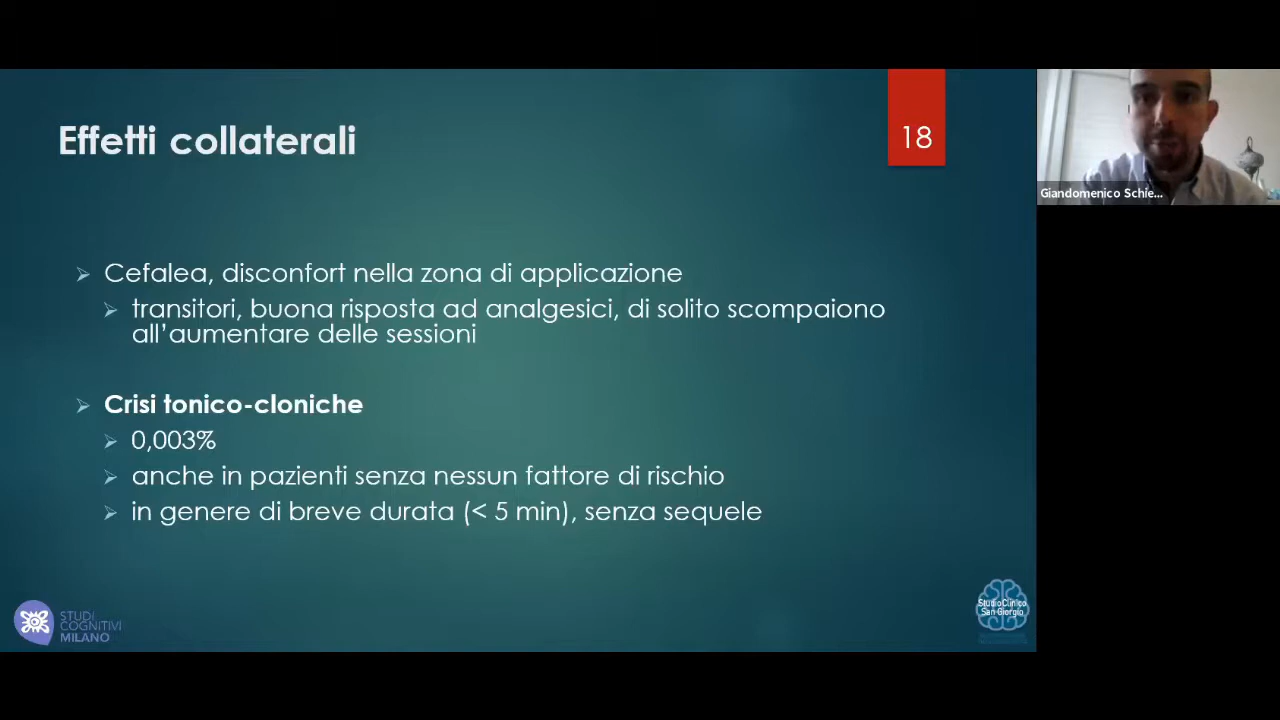 Effetti collaterali
18
Giandomenico Schie...
Cefalea, disconfort nella zona di applicazione
transitori, buona risposta ad analgesici, di solito scompaiono
all’aumentare delle sessioni
Crisi tonico-cloniche
0,003%
anche in pazienti senza nessun fattore di rischio
in genere di breve durata (< 5 min), senza sequele
STUDI
COGNITIVI
MILANO
StudioClinico
San Giorgio